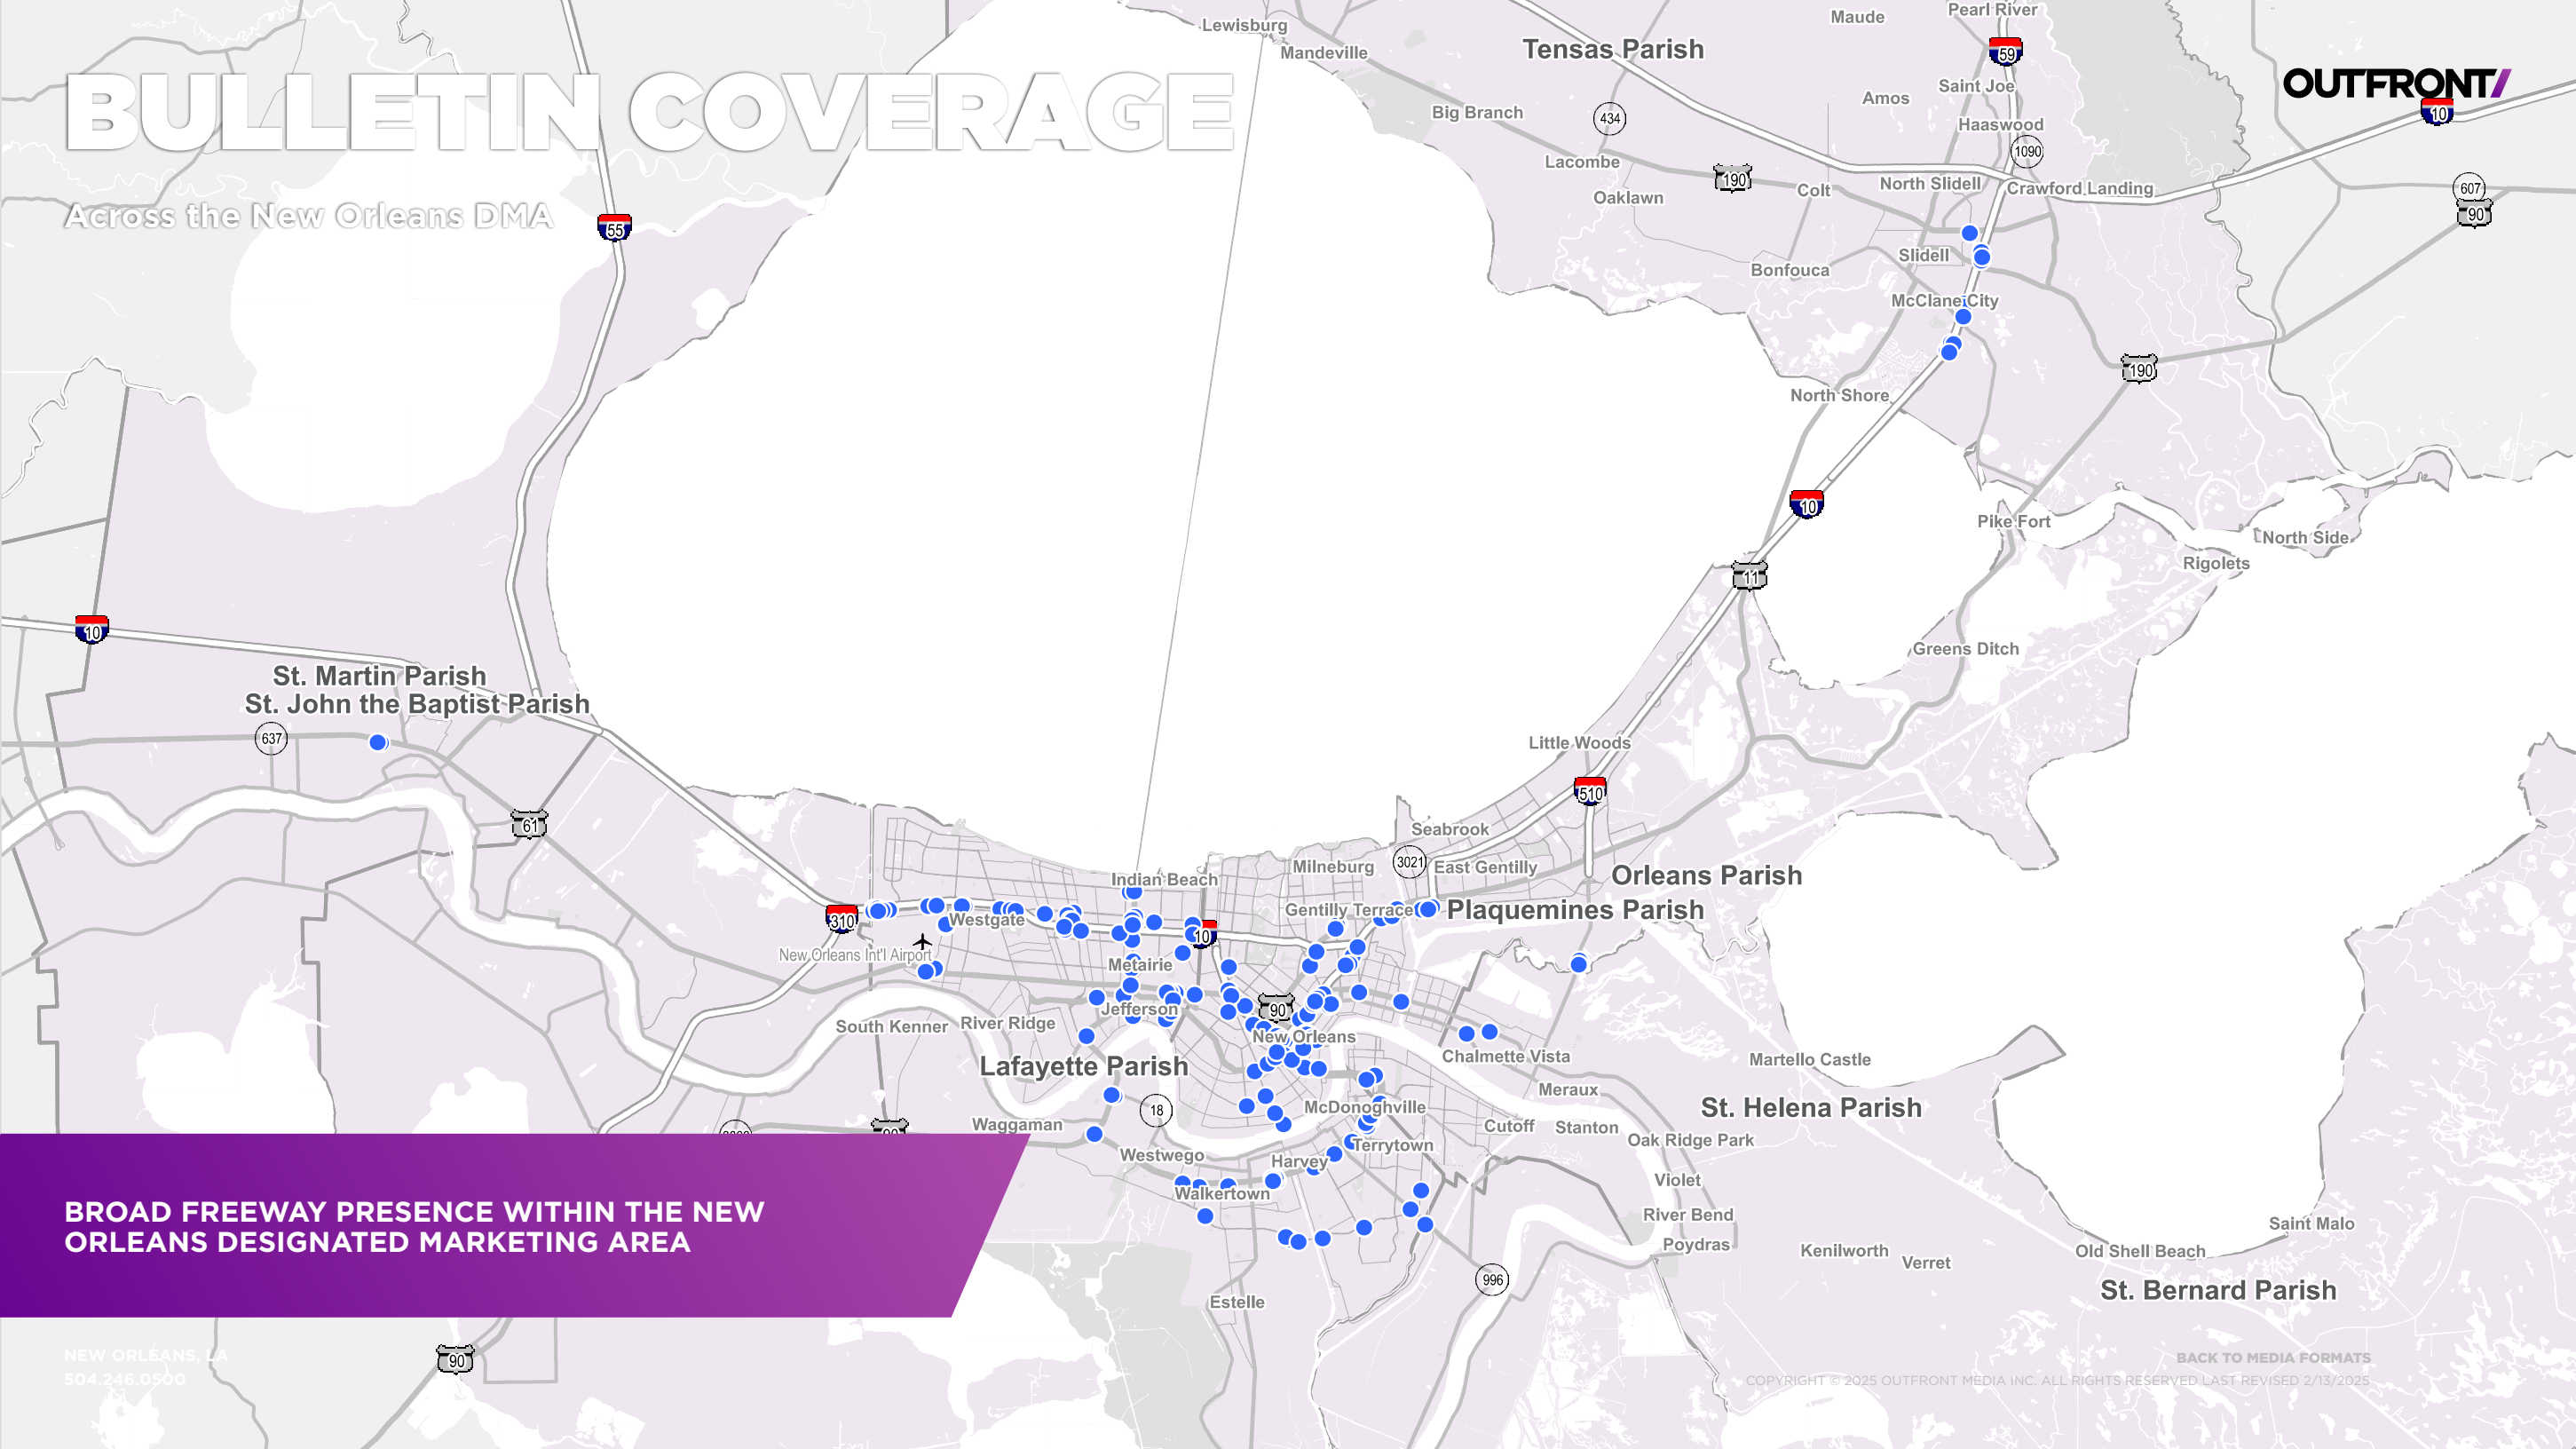 BULLETIN COVERAGE
Across the New Orleans DMA
OUTFRONT/
Lewisburg
Mandeville
Tensas Parish
Maude
Pearl River
59
Saint Joe
Amos
Haaswood
10
Big Branch
434
1090
Lacombe
190
Colt
North Slidell
Crawford Landing
607
90
Oaklawn
55
Slidell
Bonfouca
McClane City
190
North Shore
10
Pike Fort
North Side
Rigolets
11
10
Greens Ditch
St. Martin Parish
St. John the Baptist Parish
637
Little Woods
510
61
Seabrook
3021
Milneburg
East Gentilly
Indian Beach
Orleans Parish
Gentilly Terrace
Plaquemines Parish
310
Westgate
10
New Orleans Int'l Airport
Metairie
90
Jefferson
South Kenner
River Ridge
New Orleans
Chalmette Vista
Martello Castle
Lafayette Parish
Meraux
18
McDonoghville
St. Helena Parish
Waggaman
Cutoff
Stanton
Oak Ridge Park
Terrytown
Westwego
Harvey
Violet
Walkertown
River Bend
Saint Malo
Poydras
Kenilworth
Verret
Old Shell Beach
996
St. Bernard Parish
Estelle
BROAD FREEWAY PRESENCE WITHIN THE NEW
ORLEANS DESIGNATED MARKETING AREA
90
NEW ORLEANS, LA
504.246.0500
BACK TO MEDIA FORMATS
COPYRIGHT © 2025 OUTFRONT MEDIA INC. ALL RIGHTS RESERVED LAST REVISED 2/13/2025